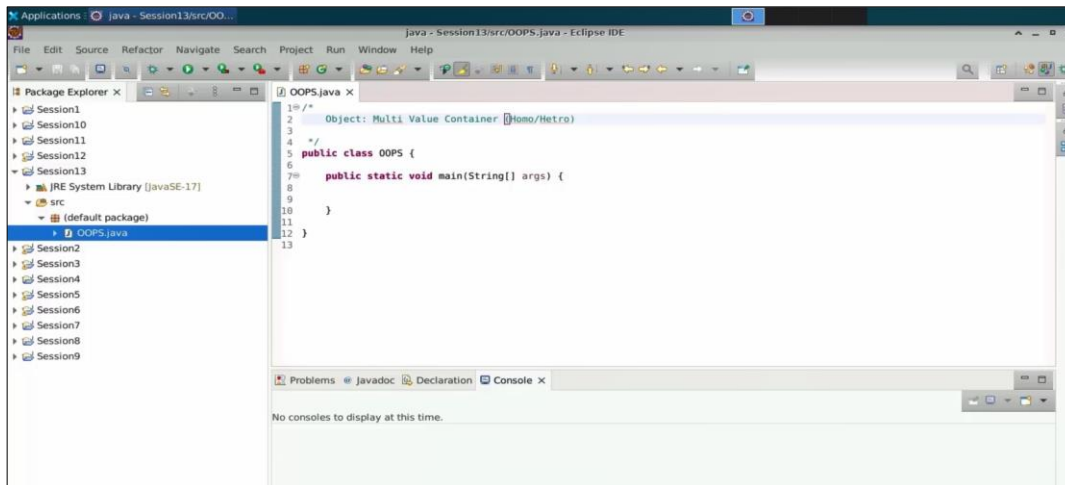 Applications
java - Session13/src/OO...
java - Session13/src/OOPS.java - Eclipse IDE
File Edit Source Refactor Navigate Search Project Run Window Help
Package Explorer
OOPS.java
Session1
Session10
Session11
Session12
Session13
JRE System Library [JavaSE-17]
src
(default package)
OOPS.java
Session2
Session3
Session4
Session5
Session6
Session7
Session8
Session9
1 /*
2 Object: Multi Value Container (Homo/Hetro)
3
4 */
5 public class OOPS {
6
7 public static void main(String[] args) {
8
9
10 }
11
12 }
13
Problems Javadoc Declaration Console
No consoles to display at this time.